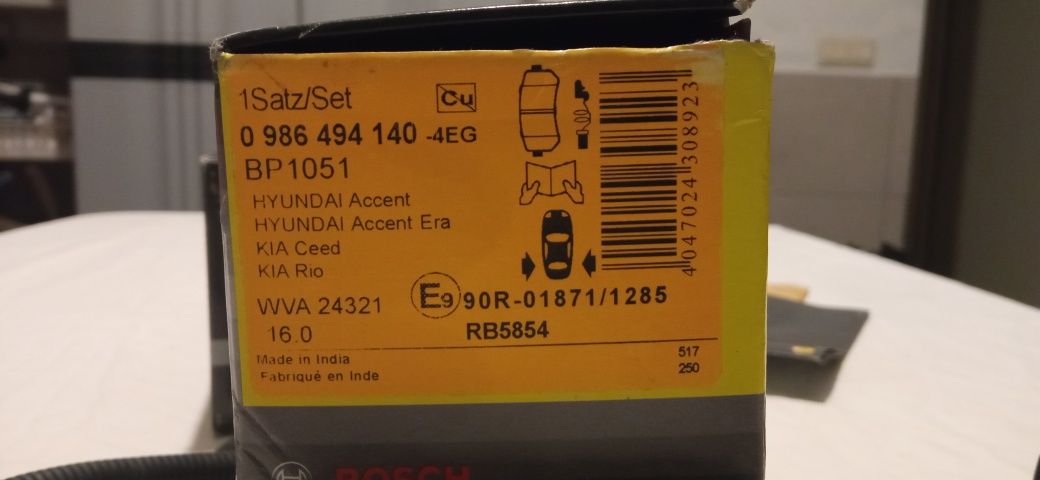 1Satz/Set
Cu
0 986 494 140 -4EG
BP1051
HYUNDAI Accent
HYUNDAI Accent Era
KIA Ceed
KIA Rio
WVA 24321
16.0
E9 90R-01871/1285
RB5854
Made in India
Fabriqué en Inde
517
250
4047024308923
BOSCH